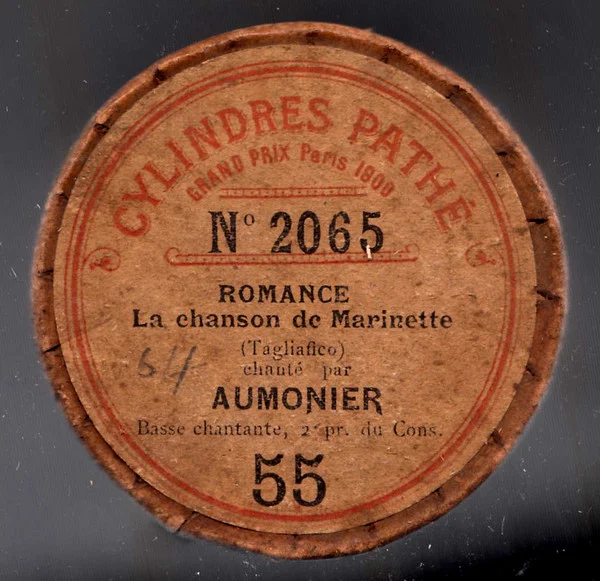 CYLINDRES PATHÉ
GRAND PRIX Paris 1900
Nº 2065
ROMANCE
La chanson de Marinette
(Tagliafico)
chanté par
54
AUMONIER
Basse chantante, 2e pr. du Cons.
55